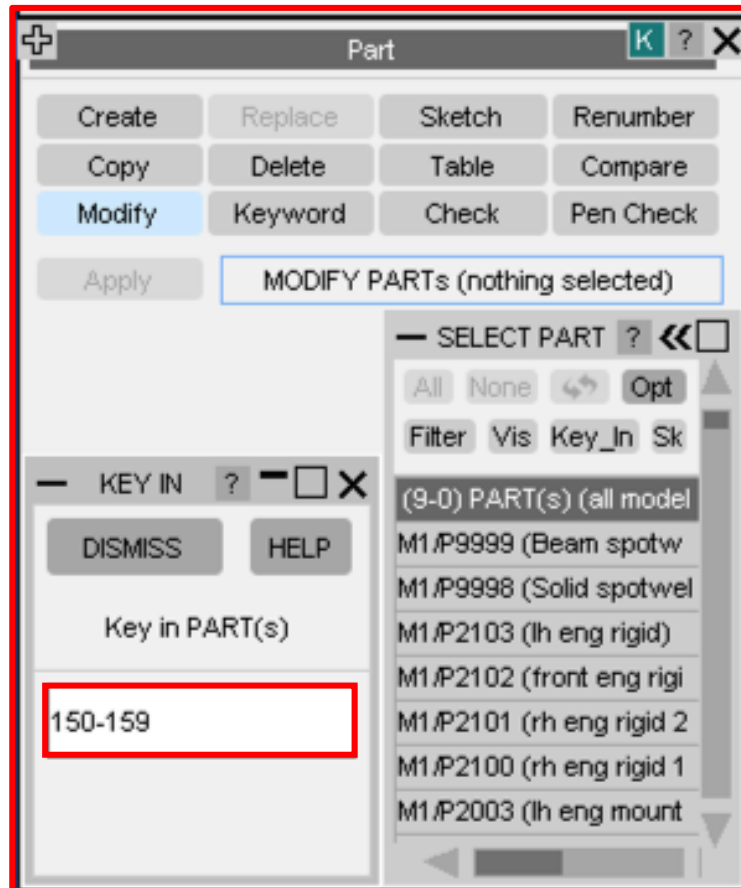 Part K ?
Create Replace Sketch Renumber
Copy Delete Table Compare
Modify Keyword Check Pen Check
Apply MODIFY PARTs (nothing selected)
SELECT PART ?
All None Opt
Filter Vis Key_In Sk
KEY IN ?
DISMISS HELP
Key in PART(s)
150-159
(9-0) PART(s) (all model
M1/P9999 (Beam spotw
M1/P9998 (Solid spotwel
M1/P2103 (lh eng rigid)
M1/P2102 (front eng rigi
M1/P2101 (rh eng rigid 2
M1/P2100 (rh eng rigid 1
M1/P2003 (lh eng mount